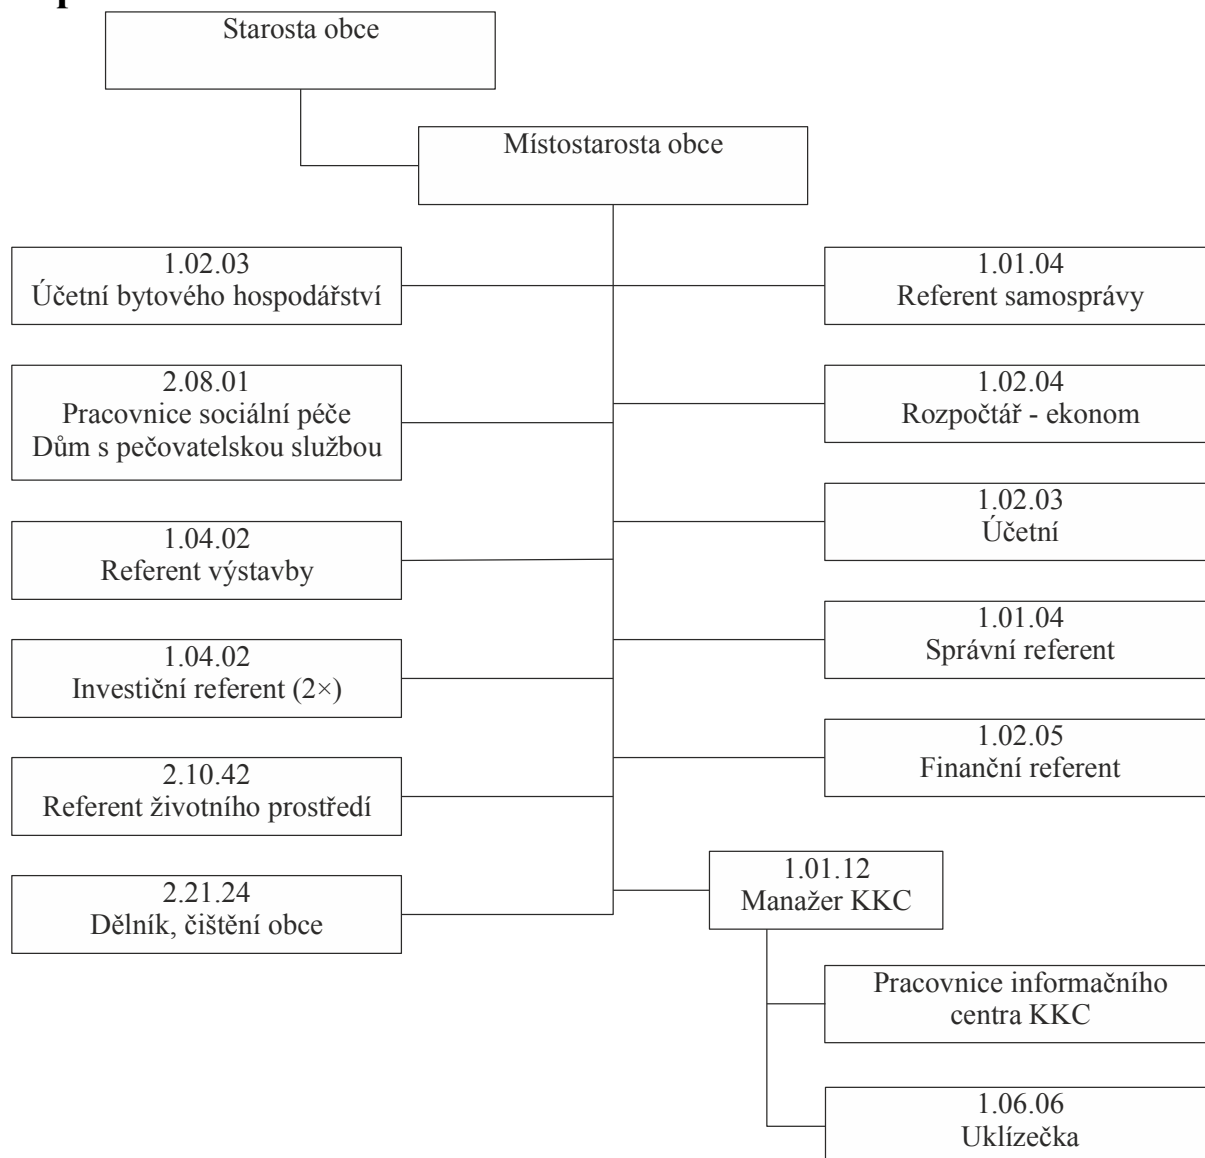 Starosta obce
Místostarosta obce
1.02.03
Účetní bytového hospodářství
1.01.04
Referent samosprávy
2.08.01
Pracovnice sociální péče
Dům s pečovatelskou službou
1.02.04
Rozpočtář - ekonom
1.02.03
Účetní
1.04.02
Referent výstavby
1.01.04
Správní referent
1.04.02
Investiční referent (2×)
1.02.05
Finanční referent
2.10.42
Referent životního prostředí
1.01.12
Manažer KKC
2.21.24
Dělník, čištění obce
Pracovnice informačního
centra KKC
1.06.06
Uklízečka